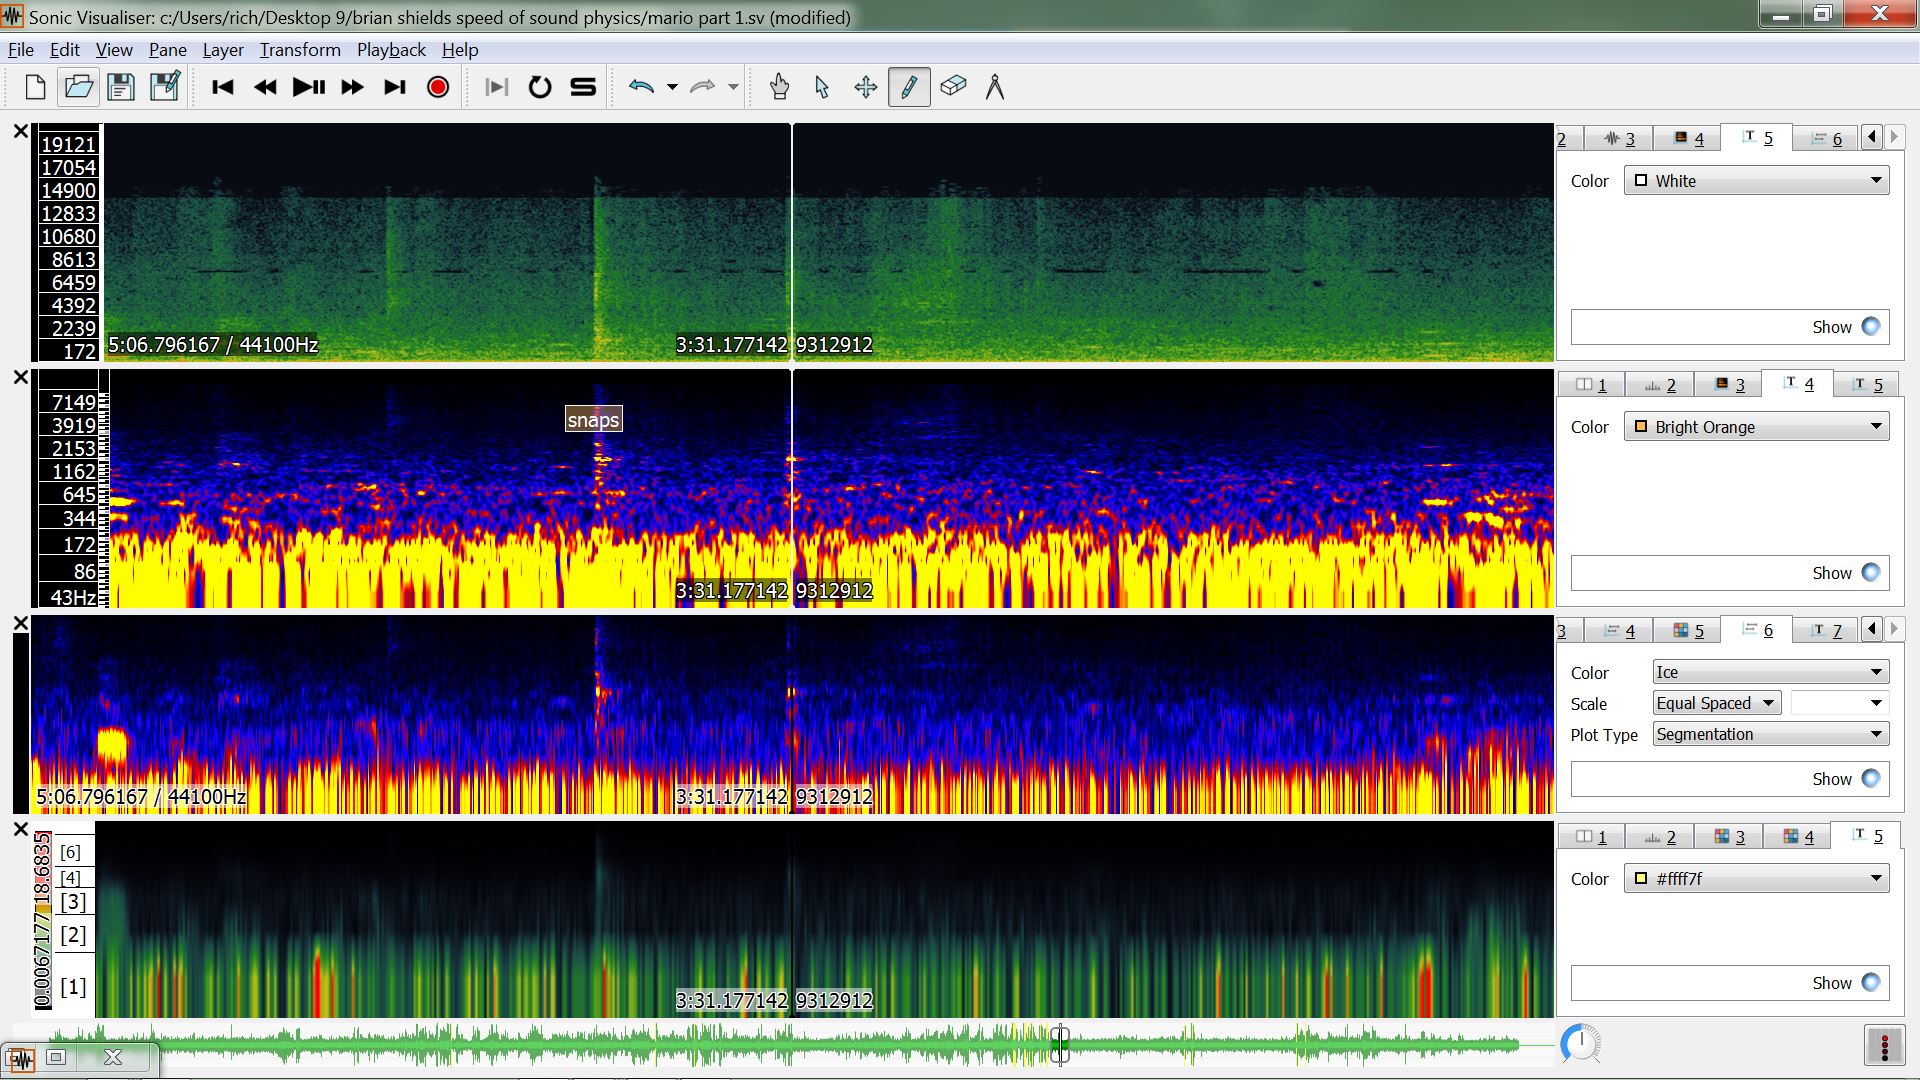 Sonic Visualiser: c:/Users/rich/Desktop 9/brian shields speed of sound physics/mario part 1.sv (modified)
File Edit View Pane Layer Transform Playback Help
19121
17054
14900
12833
10680
8613
6459
4392
2239
172
5:06.796167 / 44100Hz
3:31.177142 9312912
2 3 4 5 6
Color White
Show
7149
3919
2153
1162
645
344
172
86
43Hz
snaps
3:31.177142 9312912
1 2 3 4 5
Color Bright Orange
Show
5:06.796167 / 44100Hz
3:31.177142 9312912
3 4 5 6 7
Color Ice
Scale Equal Spaced
Plot Type Segmentation
Show
0.0067177 18.6835
[6]
[4]
[3]
[2]
[1]
3:31.177142 9312912
1 2 3 4 5
Color #ffff7f
Show